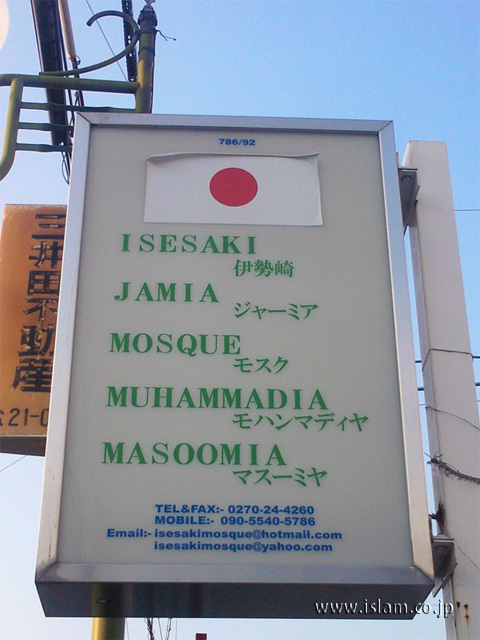 786/92
ISESAKI
伊勢崎
JAMIA
ジャーミア
MOSQUE
モスク
MUHAMMADIA
モハンマディヤ
MASOOMIA
マスーミヤ
TEL&FAX:- 0270-24-4260
MOBILE:- 090-5540-5786
Email:- isesakimosque@hotmail.com
isesakimosque@yahoo.com
三井田不動産
21-0
www.islam.co.jp